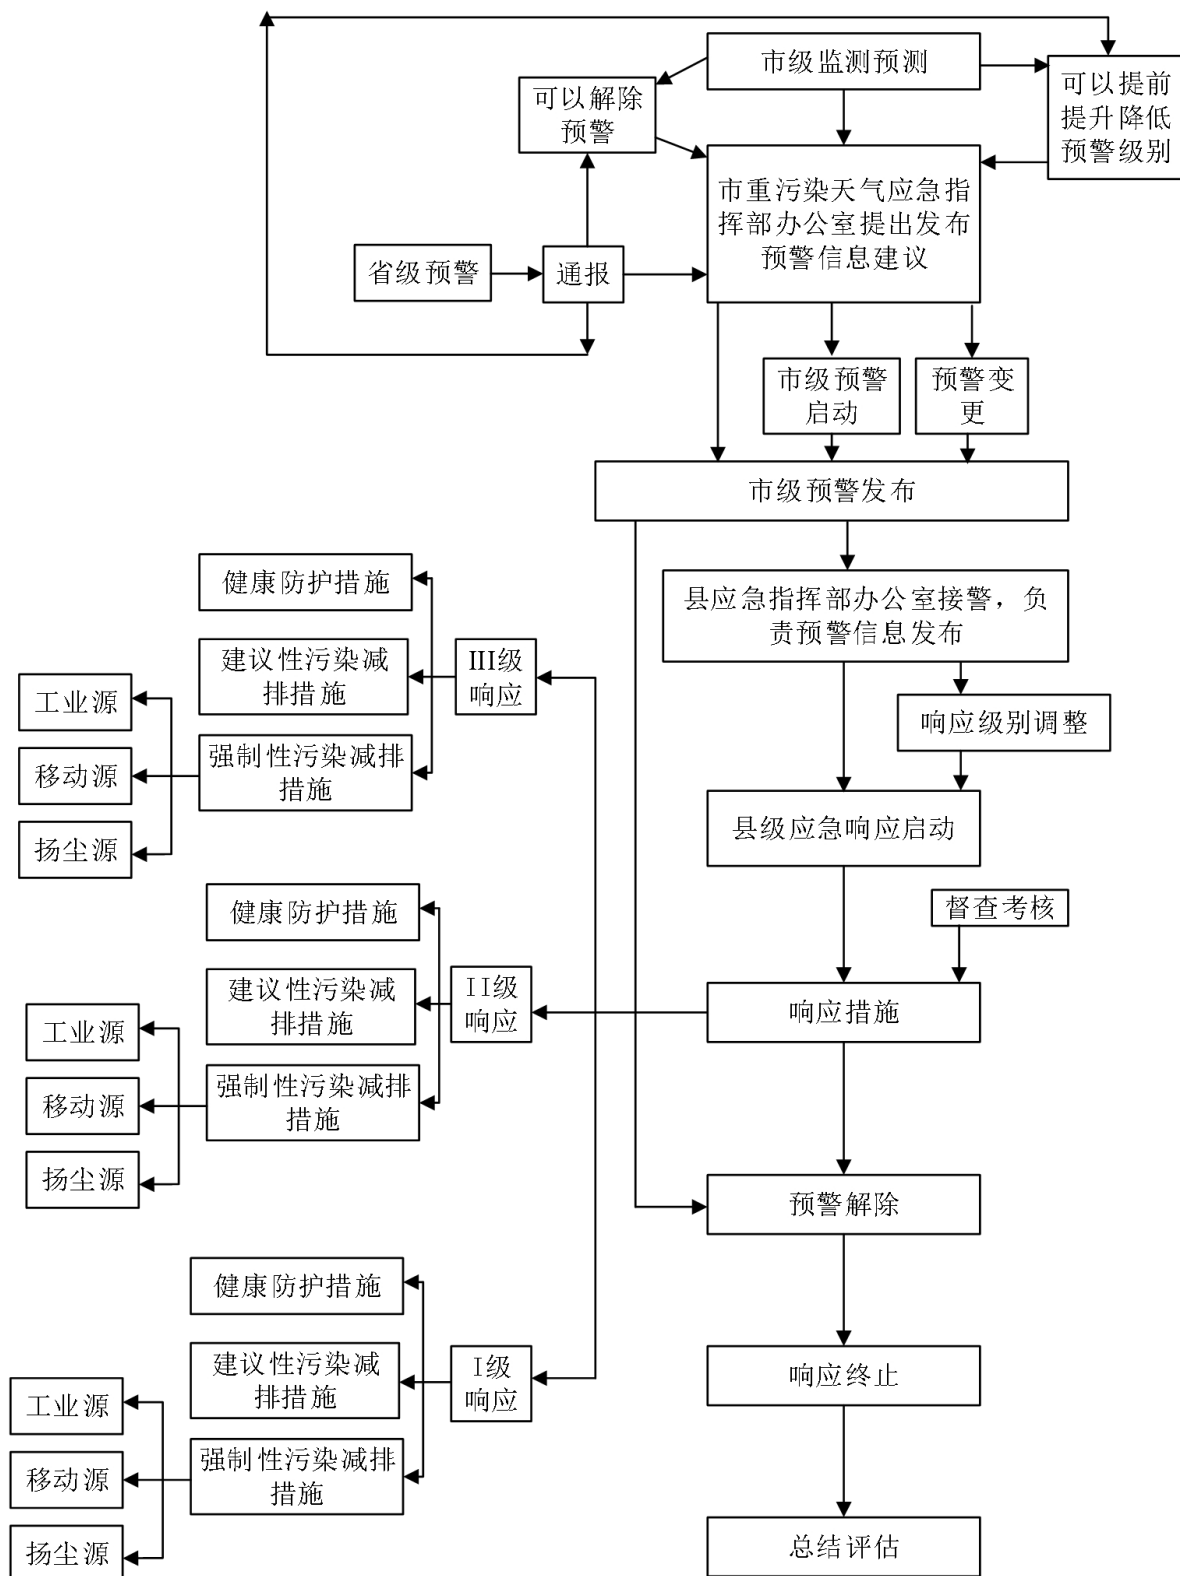 市级监测预测
可以解除
预警
可以提前
提升降低
预警级别
市重污染天气应急指
挥部办公室提出发布
预警信息建议
省级预警
通报
市级预警
启动
预警变
更
市级预警发布
县应急指挥部办公室接警，负
责预警信息发布
响应级别调整
县级应急响应启动
督查考核
响应措施
预警解除
响应终止
总结评估
III级
响应
健康防护措施
建议性污染减
排措施
强制性污染减排
措施
工业源
移动源
扬尘源
II级
响应
健康防护措施
建议性污染减
排措施
强制性污染减排
措施
工业源
移动源
扬尘源
I级
响应
健康防护措施
建议性污染减
排措施
强制性污染减排
措施
工业源
移动源
扬尘源